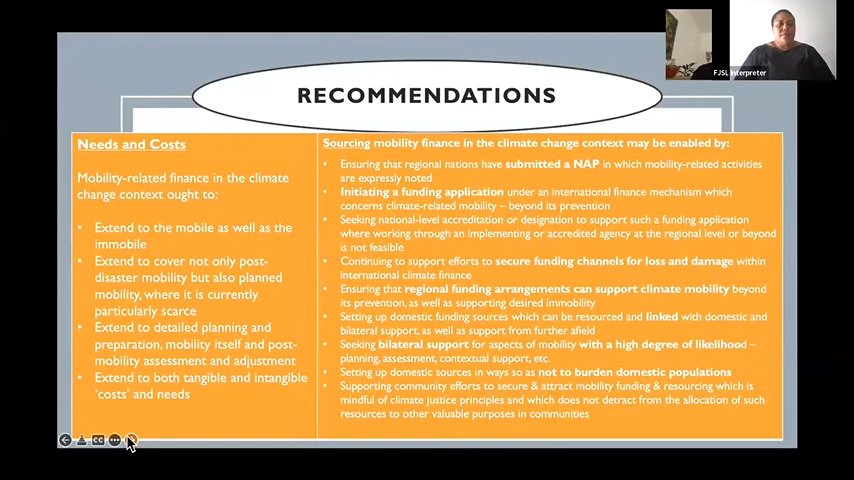 FJSL Interpreter
RECOMMENDATIONS
Needs and Costs
Mobility-related finance in the climate
change context ought to:
• Extend to the mobile as well as the
immobile
• Extend to cover not only post-
disaster mobility but also planned
mobility, where it is currently
particularly scarce
• Extend to detailed planning and
preparation, mobility itself and post-
mobility assessment and adjustment
• Extend to both tangible and intangible
‘costs’ and needs
Sourcing mobility finance in the climate change context may be enabled by:
• Ensuring that regional nations have submitted a NAP in which mobility-related activities
are expressly noted
• Initiating a funding application under an international finance mechanism which
concerns climate-related mobility – beyond its prevention
• Seeking national-level accreditation or designation to support such a funding application
where working through an implementing or accredited agency at the regional level or beyond
is not feasible
• Continuing to support efforts to secure funding channels for loss and damage within
international climate finance
• Ensuring that regional funding arrangements can support climate mobility beyond
its prevention, as well as supporting desired immobility
• Setting up domestic funding sources which can be resourced and linked with domestic and
bilateral support, as well as support from further afield
• Seeking bilateral support for aspects of mobility with a high degree of likelihood –
planning, assessment, contextual support, etc.
• Setting up domestic sources in ways so as not to burden domestic populations
• Supporting community efforts to secure & attract mobility funding & resourcing which is
mindful of climate justice principles and which does not detract from the allocation of such
resources to other valuable purposes in communities
CC